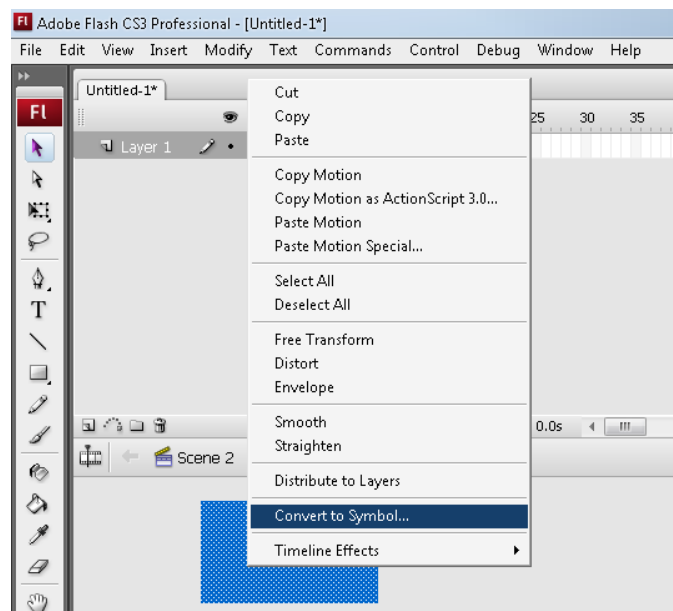 Fl Adobe Flash CS3 Professional - [Untitled-1*]
File Edit View Insert Modify Text Commands Control Debug Window Help
Untitled-1*
Fl
25 30 35
Layer 1
Cut
Copy
Paste
Copy Motion
Copy Motion as ActionScript 3.0...
Paste Motion
Paste Motion Special...
Select All
Deselect All
Free Transform
Distort
Envelope
Smooth
Straighten
Distribute to Layers
Convert to Symbol...
Timeline Effects
T
0.0s
Scene 2